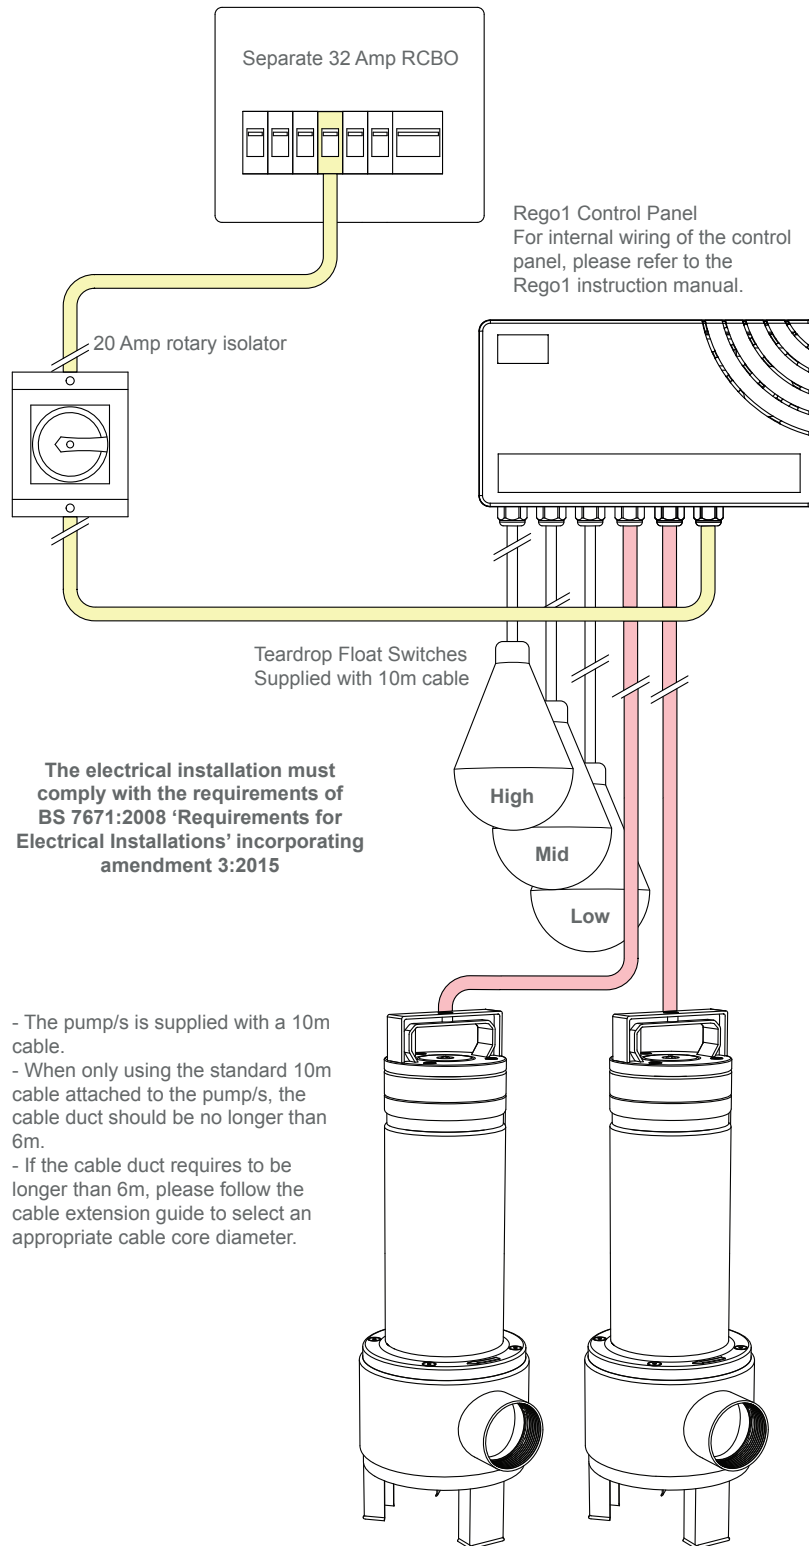 Separate 32 Amp RCBO
Rego1 Control Panel
For internal wiring of the control
panel, please refer to the
Rego1 instruction manual.
20 Amp rotary isolator
Teardrop Float Switches
Supplied with 10m cable
The electrical installation must
comply with the requirements of
BS 7671:2008 ‘Requirements for
Electrical Installations’ incorporating
amendment 3:2015
High
Mid
Low
- The pump/s is supplied with a 10m
cable.
- When only using the standard 10m
cable attached to the pump/s, the
cable duct should be no longer than
6m.
- If the cable duct requires to be
longer than 6m, please follow the
cable extension guide to select an
appropriate cable core diameter.